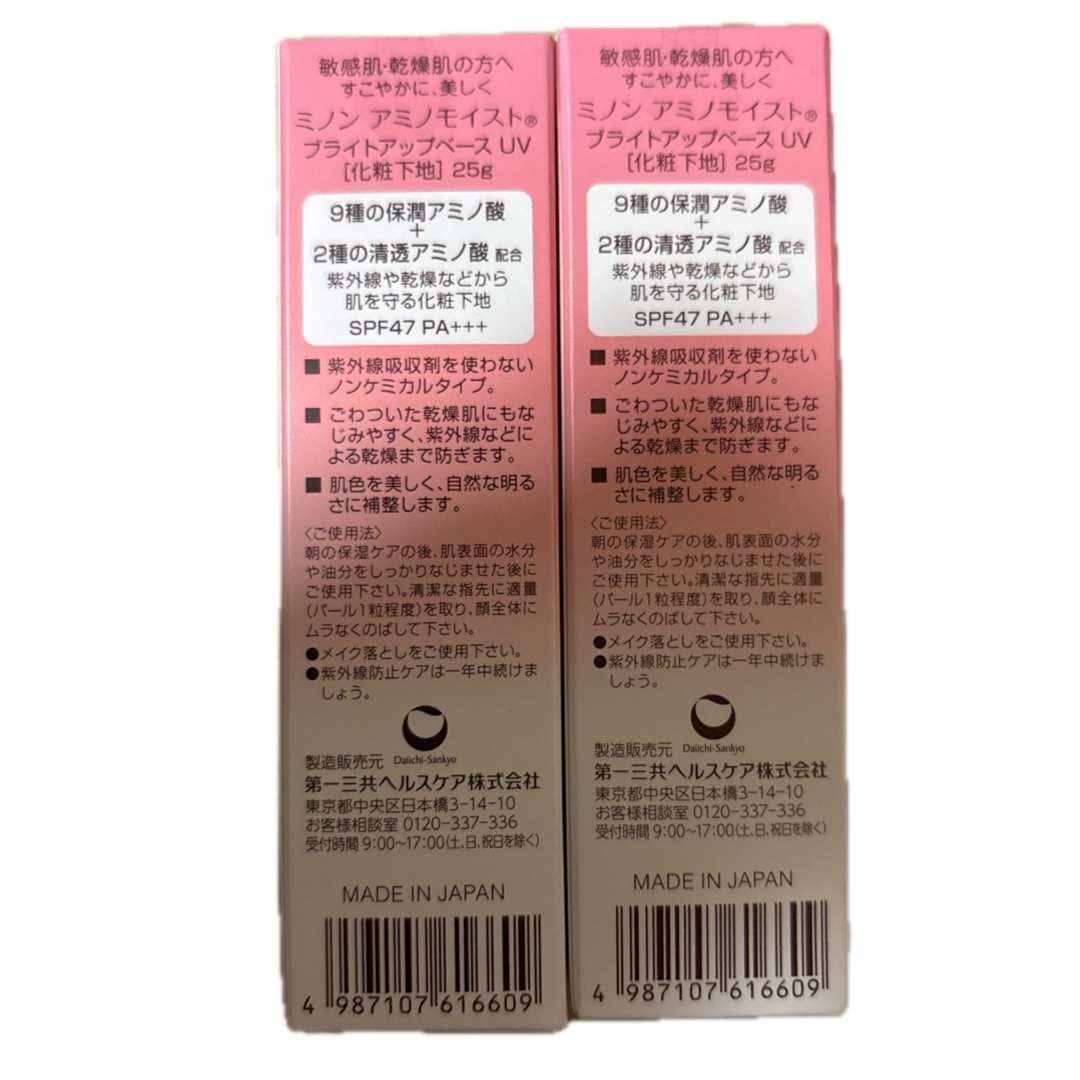 敏感肌・乾燥肌の方へ
すこやかに、美しく
ミノン アミノモイスト®
ブライトアップベース UV
[化粧下地] 25g
9種の保潤アミノ酸
+
2種の清透アミノ酸 配合
紫外線や乾燥などから
肌を守る化粧下地
SPF47 PA+++
■ 紫外線吸収剤を使わない
ノンケミカルタイプ。
■ ごわついた乾燥肌にもな
じみやすく、紫外線などに
よる乾燥まで防ぎます。
■ 肌色を美しく、自然な明る
さに補整します。
〈ご使用法〉
朝の保湿ケアの後、肌表面の水分
や油分をしっかりなじませた後に
ご使用下さい。清潔な指先に適量
(パール1粒程度)を取り、顔全体に
ムラなくのばして下さい。
●メイク落としをご使用下さい。
●紫外線防止ケアは一年中続けま
しょう。
Daiichi-Sankyo
製造販売元
第一三共ヘルスケア株式会社
東京都中央区日本橋3-14-10
お客様相談室 0120-337-336
受付時間 9:00~17:00(土、日、祝日を除く)
MADE IN JAPAN
4 987107 616609
敏感肌・乾燥肌の方へ
すこやかに、美しく
ミノン アミノモイスト®
ブライトアップベース UV
[化粧下地] 25g
9種の保潤アミノ酸
+
2種の清透アミノ酸 配合
紫外線や乾燥などから
肌を守る化粧下地
SPF47 PA+++
■ 紫外線吸収剤を使わない
ノンケミカルタイプ。
■ ごわついた乾燥肌にもな
じみやすく、紫外線などに
よる乾燥まで防ぎます。
■ 肌色を美しく、自然な明る
さに補整します。
〈ご使用法〉
朝の保湿ケアの後、肌表面の水分
や油分をしっかりなじませた後に
ご使用下さい。清潔な指先に適量
(パール1粒程度)を取り、顔全体に
ムラなくのばして下さい。
●メイク落としをご使用下さい。
●紫外線防止ケアは一年中続けま
しょう。
Daiichi-Sankyo
製造販売元
第一三共ヘルスケア株式会社
東京都中央区日本橋3-14-10
お客様相談室 0120-337-336
受付時間 9:00~17:00(土、日、祝日を除く)
MADE IN JAPAN
4 987107 616609